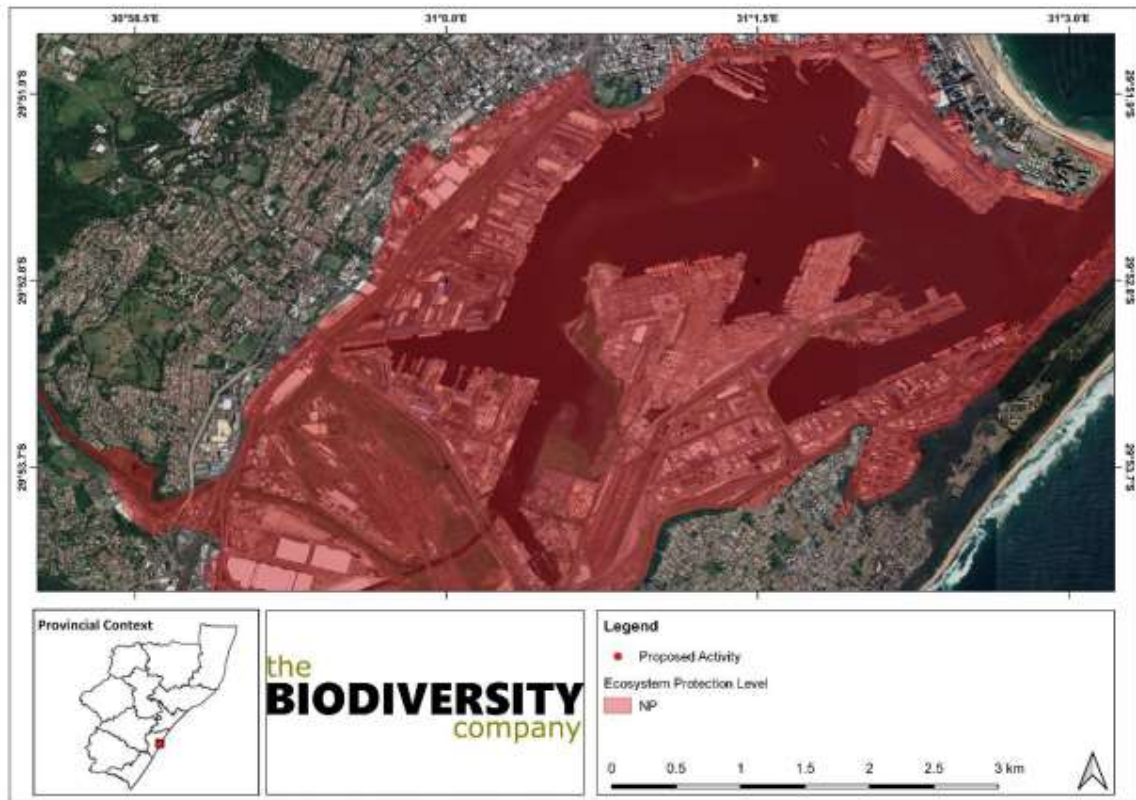 30°58.5'E 31°0.0'E 31°1.5'E 31°3.0'E
29°51.9'S 29°51.9'S
29°52.8'S 29°52.8'S
29°53.7'S 29°53.7'S
Provincial Context
the
BIODIVERSITY
company
Legend
Proposed Activity
Ecosystem Protection Level
NP
0 0.5 1 1.5 2 2.5 3 km